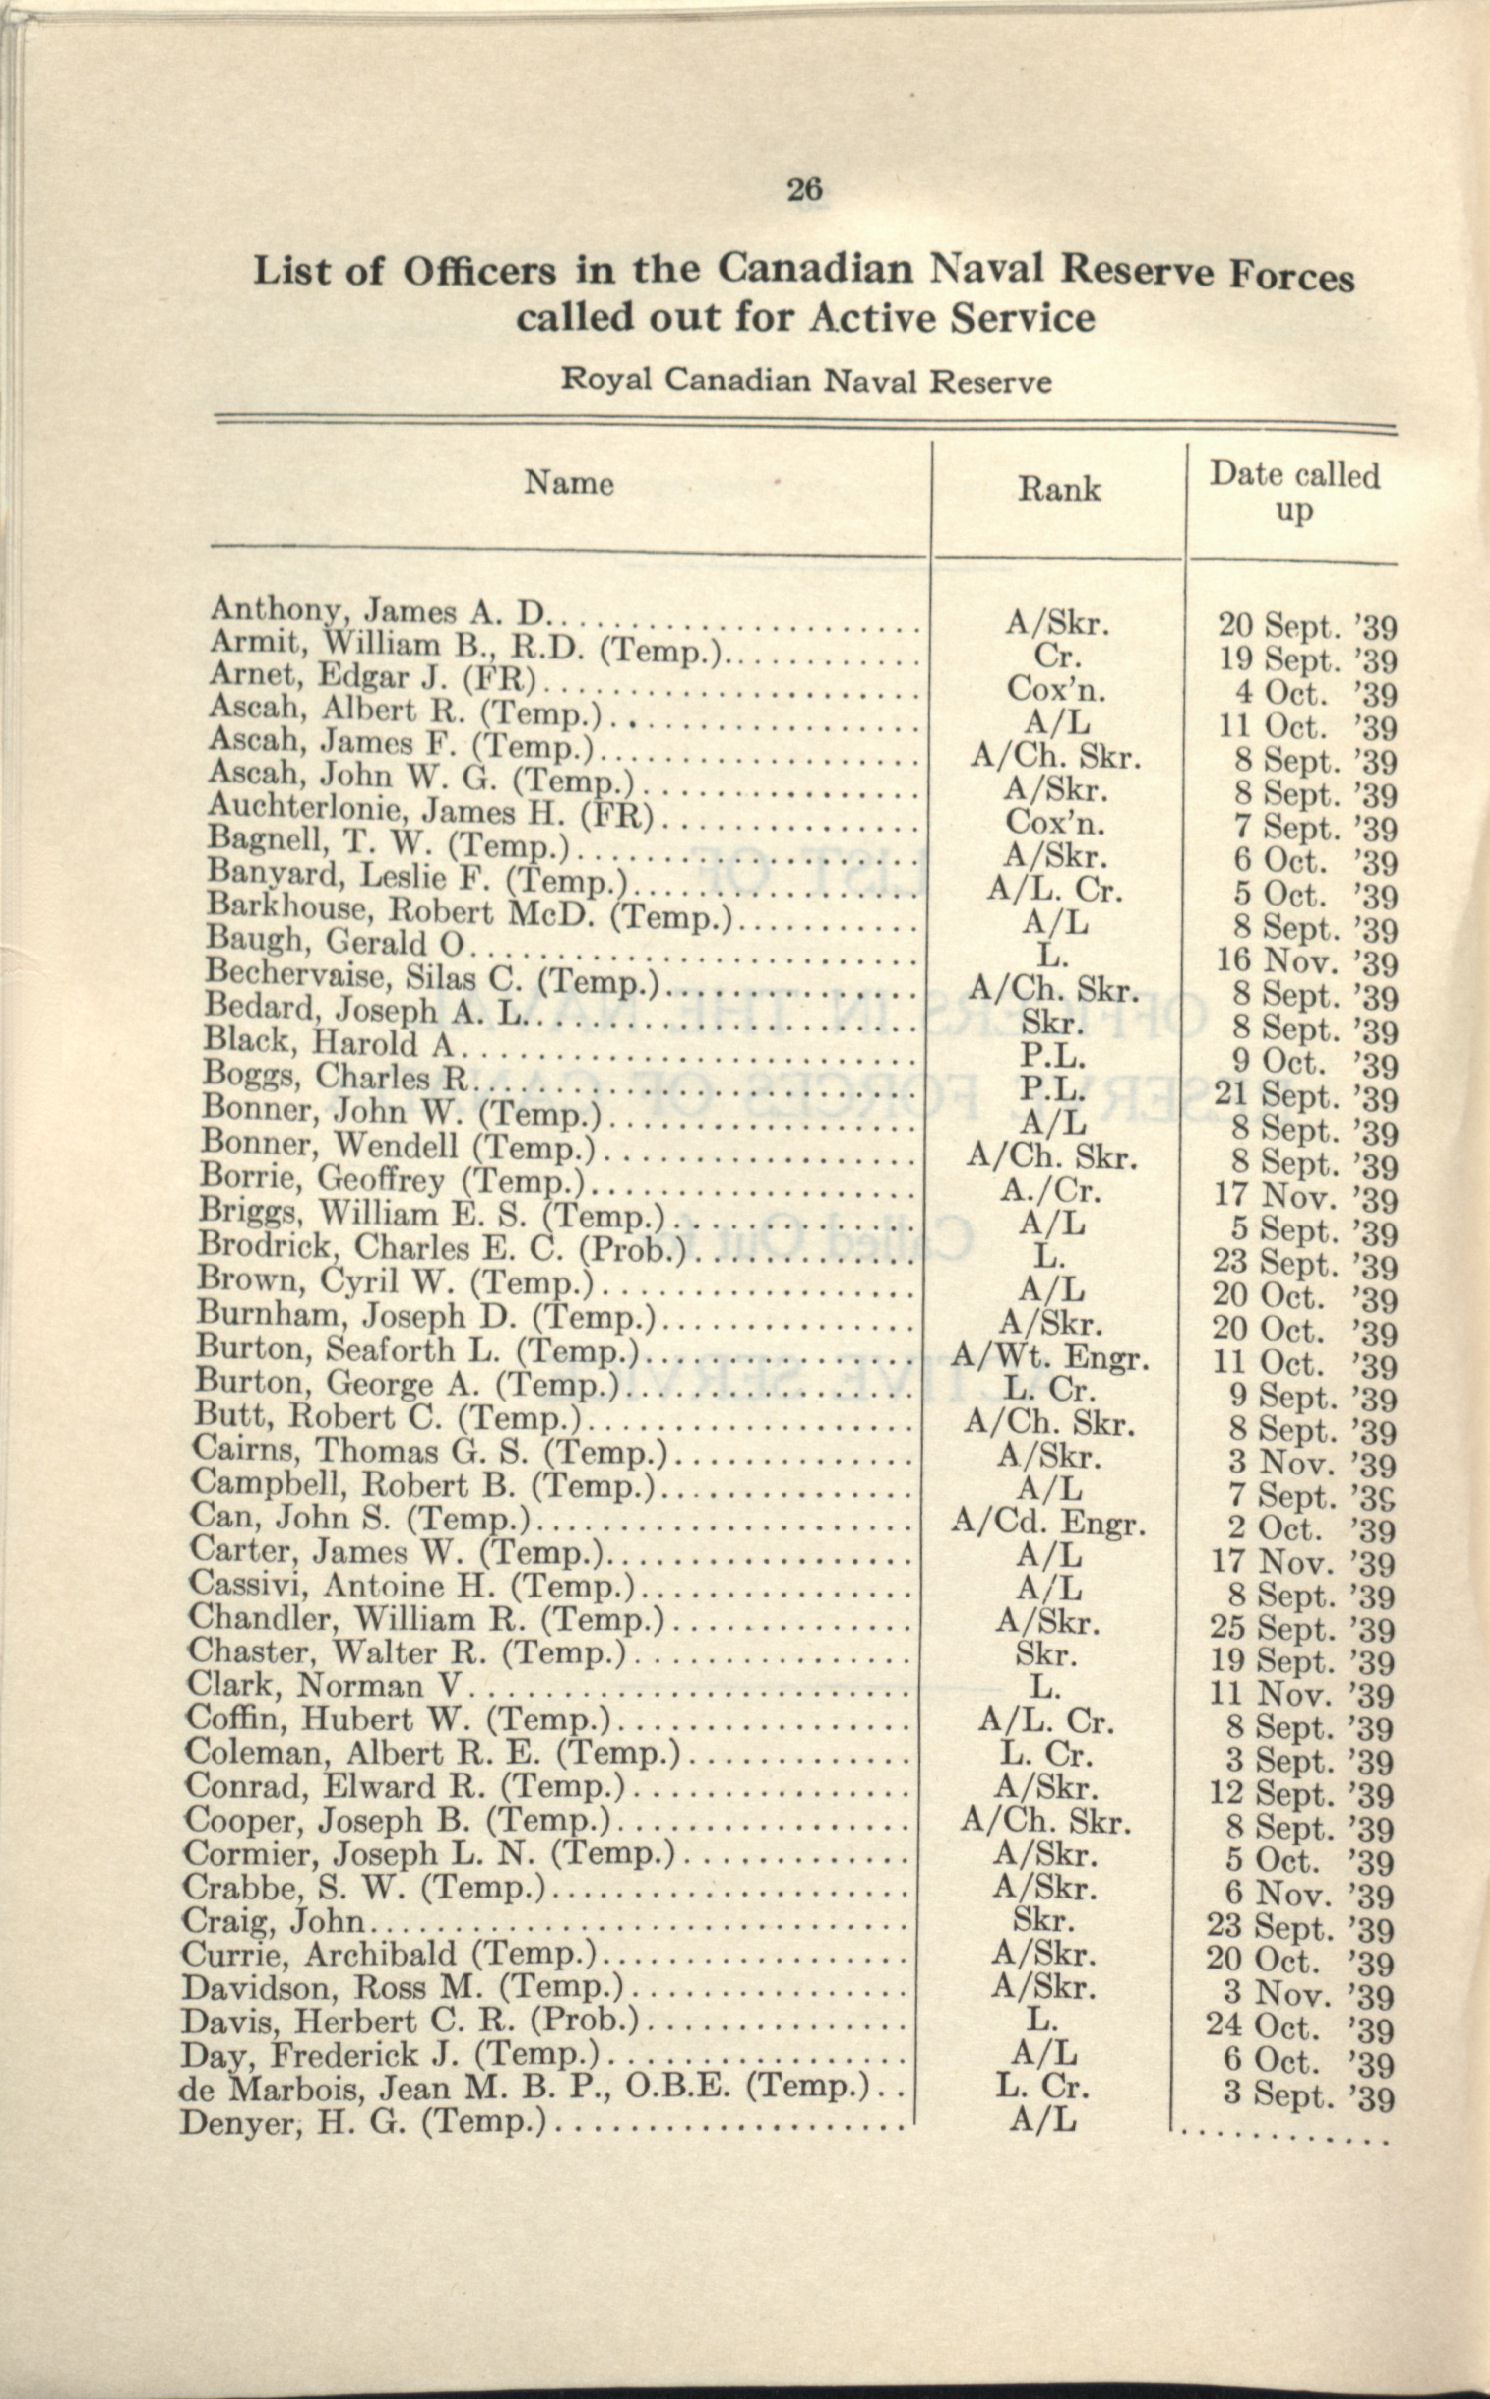 26
List of Officers in the Canadian Naval Reserve Forces
called out for Active Service
Royal Canadian Naval Reserve
Name Rank Date called up
Anthony, James A. D. A/Skr. 20 Sept. '39
Armit, William B., R.D. (Temp.) Cr. 19 Sept. '39
Arnet, Edgar J. (FR) Cox'n. 4 Oct. '39
Ascah, Albert R. (Temp.) A/L 11 Oct. '39
Ascah, James F. (Temp.) A/Ch. Skr. 8 Sept. '39
Ascah, John W. G. (Temp.) A/Skr. 8 Sept. '39
Auchterlonie, James H. (FR) Cox'n. 7 Sept. '39
Bagnell, T. W. (Temp.) A/Skr. 6 Oct. '39
Banyard, Leslie F. (Temp.) A/L. Cr. 5 Oct. '39
Barkhouse, Robert McD. (Temp.) A/L 8 Sept. '39
Baugh, Gerald O. L. 16 Nov. '39
Bechervaise, Silas C. (Temp.) A/Ch. Skr. 8 Sept. '39
Bedard, Joseph A. L. Skr. 8 Sept. '39
Black, Harold A. P.L. 9 Oct. '39
Boggs, Charles R. P.L. 21 Sept. '39
Bonner, John W. (Temp.) A/L 8 Sept. '39
Bonner, Wendell (Temp.) A/Ch. Skr. 8 Sept. '39
Borrie, Geoffrey (Temp.) A./Cr. 17 Nov. '39
Briggs, William E. S. (Temp.) A/L 5 Sept. '39
Brodrick, Charles E. C. (Prob.) L. 23 Sept. '39
Brown, Cyril W. (Temp.) A/L 20 Oct. '39
Burnham, Joseph D. (Temp.) A/Skr. 20 Oct. '39
Burton, Seaforth L. (Temp.) A/Wt. Engr. 11 Oct. '39
Burton, George A. (Temp.) L. Cr. 9 Sept. '39
Butt, Robert C. (Temp.) A/Ch. Skr. 8 Sept. '39
Cairns, Thomas G. S. (Temp.) A/Skr. 3 Nov. '39
Campbell, Robert B. (Temp.) A/L 7 Sept. '39
Can, John S. (Temp.) A/Cd. Engr. 2 Oct. '39
Carter, James W. (Temp.) A/L 17 Nov. '39
Cassivi, Antoine H. (Temp.) A/L 8 Sept. '39
Chandler, William R. (Temp.) A/Skr. 25 Sept. '39
Chaster, Walter R. (Temp.) Skr. 19 Sept. '39
Clark, Norman V. L. 11 Nov. '39
Coffin, Hubert W. (Temp.) A/L. Cr. 8 Sept. '39
Coleman, Albert R. E. (Temp.) L. Cr. 3 Sept. '39
Conrad, Elward R. (Temp.) A/Skr. 12 Sept. '39
Cooper, Joseph B. (Temp.) A/Ch. Skr. 8 Sept. '39
Cormier, Joseph L. N. (Temp.) A/Skr. 5 Oct. '39
Crabbe, S. W. (Temp.) A/Skr. 6 Nov. '39
Craig, John Skr. 23 Sept. '39
Currie, Archibald (Temp.) A/Skr. 20 Oct. '39
Davidson, Ross M. (Temp.) A/Skr. 3 Nov. '39
Davis, Herbert C. R. (Prob.) L. 24 Oct. '39
Day, Frederick J. (Temp.) A/L 6 Oct. '39
de Marbois, Jean M. B. P., O.B.E. (Temp.) L. Cr. 3 Sept. '39
Denyer, H. G. (Temp.) A/L